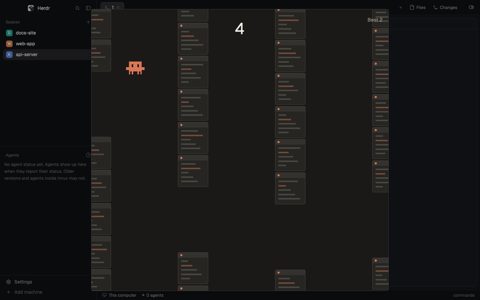 Herdr
1
Files
Changes
4
Best 2
Spaces
docs-site
web-app
api-server
Agents
No agent status yet. Agents show up here
when they report their status. Older
versions and agents inside tmux may not.
Settings
Add machine
This computer
0 agents
commands